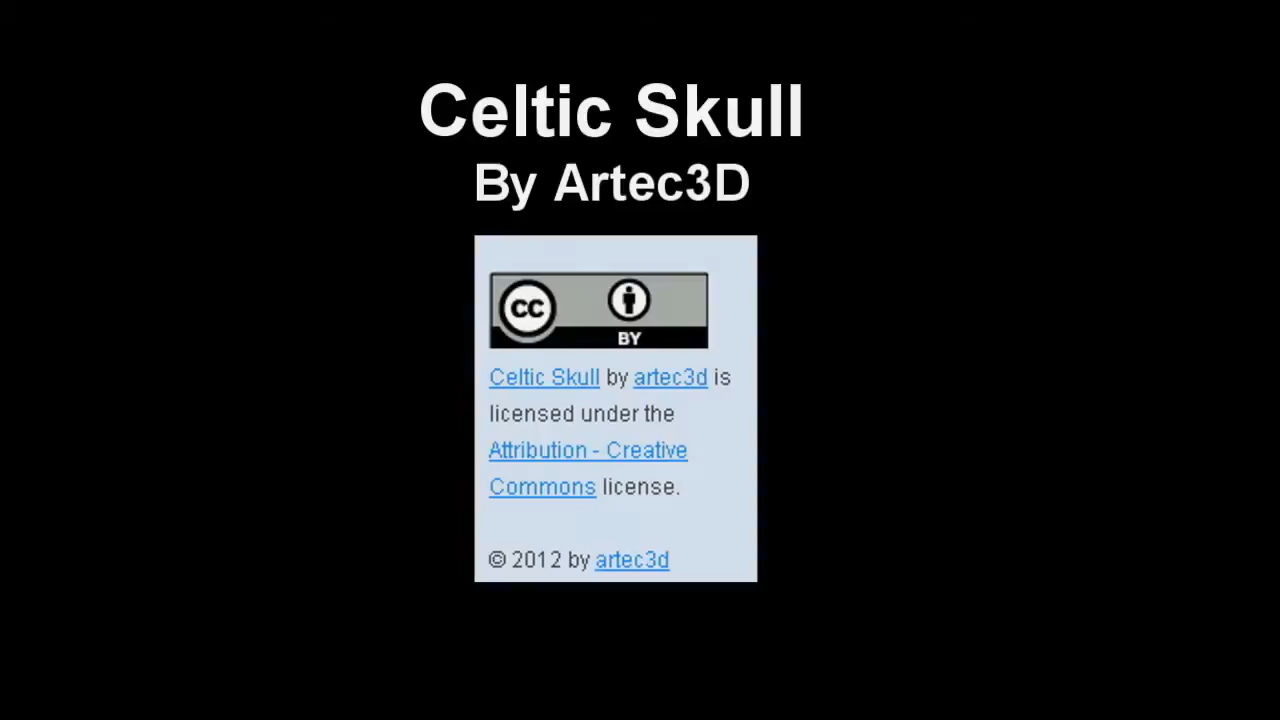 Celtic Skull
By Artec3D
CC
BY
Celtic Skull by artec3d is
licensed under the
Attribution - Creative
Commons license.
© 2012 by artec3d